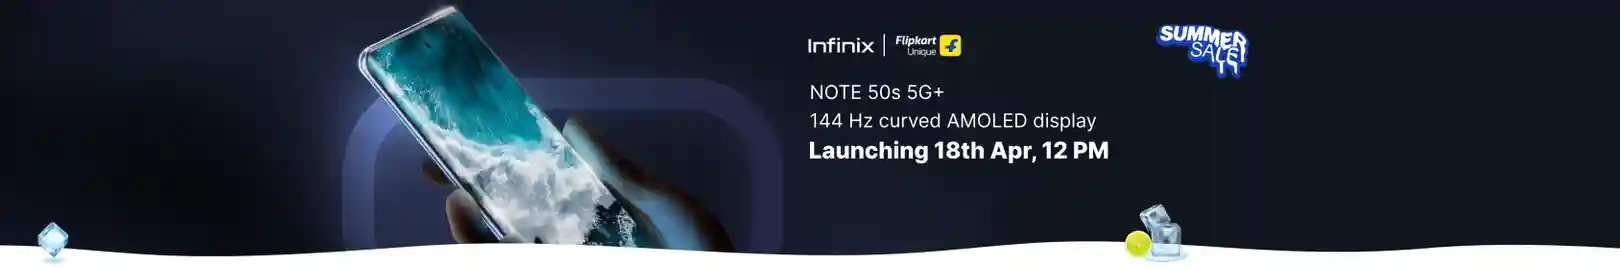 Infinix
Flipkart
Unique
NOTE 50s 5G+
144 Hz curved AMOLED display
Launching 18th Apr, 12 PM
SUMMER
SALE